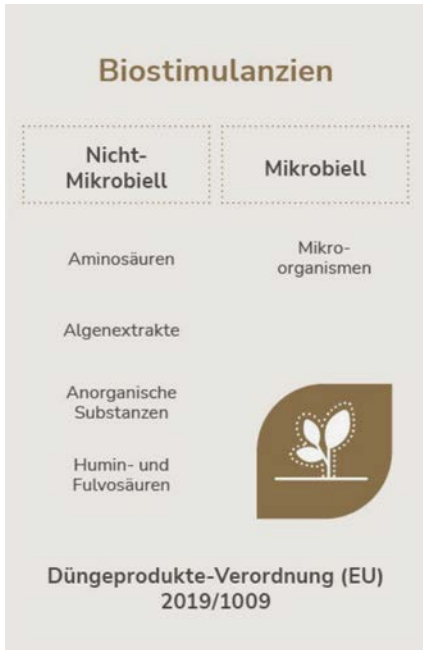 Biostimulanzien
Nicht-
Mikrobiell
Mikrobiell
Aminosäuren
Mikro-
organismen
Algenextrakte
Anorganische
Substanzen
Humin- und
Fulvosäuren
Düngeprodukte-Verordnung (EU)
2019/1009